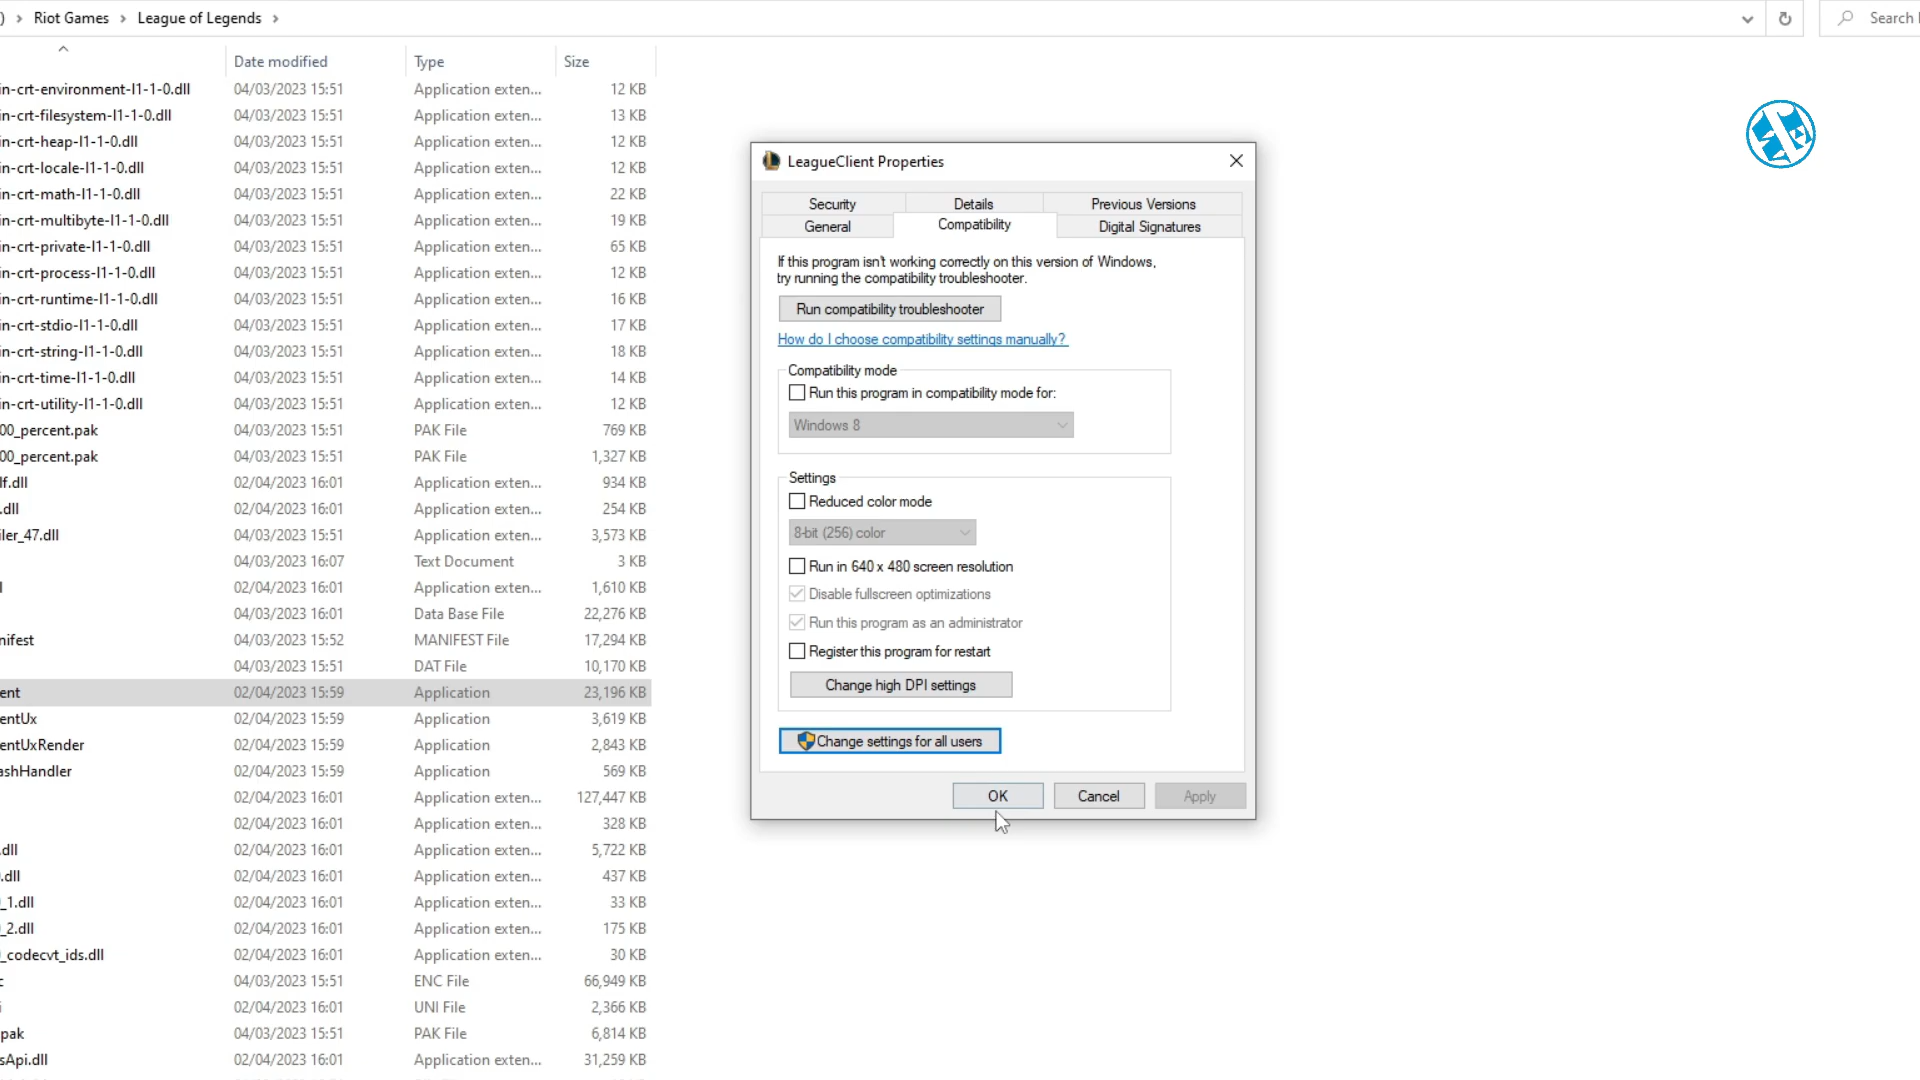 ) > Riot Games > League of Legends >
Search
Date modified Type Size
in-crt-environment-l1-1-0.dll 04/03/2023 15:51 Application exten... 12 KB
in-crt-filesystem-l1-1-0.dll 04/03/2023 15:51 Application exten... 13 KB
in-crt-heap-l1-1-0.dll 04/03/2023 15:51 Application exten... 12 KB
in-crt-locale-l1-1-0.dll 04/03/2023 15:51 Application exten... 12 KB
in-crt-math-l1-1-0.dll 04/03/2023 15:51 Application exten... 22 KB
in-crt-multibyte-l1-1-0.dll 04/03/2023 15:51 Application exten... 19 KB
in-crt-private-l1-1-0.dll 04/03/2023 15:51 Application exten... 65 KB
in-crt-process-l1-1-0.dll 04/03/2023 15:51 Application exten... 12 KB
in-crt-runtime-l1-1-0.dll 04/03/2023 15:51 Application exten... 16 KB
in-crt-stdio-l1-1-0.dll 04/03/2023 15:51 Application exten... 17 KB
in-crt-string-l1-1-0.dll 04/03/2023 15:51 Application exten... 18 KB
in-crt-time-l1-1-0.dll 04/03/2023 15:51 Application exten... 14 KB
in-crt-utility-l1-1-0.dll 04/03/2023 15:51 Application exten... 12 KB
00_percent.pak 04/03/2023 15:51 PAK File 769 KB
00_percent.pak 04/03/2023 15:51 PAK File 1,327 KB
lf.dll 02/04/2023 16:01 Application exten... 934 KB
.dll 02/04/2023 16:01 Application exten... 254 KB
iler_47.dll 04/03/2023 15:51 Application exten... 3,573 KB
04/03/2023 16:07 Text Document 3 KB
l 02/04/2023 16:01 Application exten... 1,610 KB
04/03/2023 16:01 Data Base File 22,276 KB
nifest 04/03/2023 15:52 MANIFEST File 17,294 KB
04/03/2023 15:51 DAT File 10,170 KB
ent 02/04/2023 15:59 Application 23,196 KB
entUx 02/04/2023 15:59 Application 3,619 KB
entUxRender 02/04/2023 15:59 Application 2,843 KB
ashHandler 02/04/2023 15:59 Application 569 KB
02/04/2023 16:01 Application exten... 127,447 KB
02/04/2023 16:01 Application exten... 328 KB
.dll 02/04/2023 16:01 Application exten... 5,722 KB
.dll 02/04/2023 16:01 Application exten... 437 KB
_1.dll 02/04/2023 16:01 Application exten... 33 KB
_2.dll 02/04/2023 16:01 Application exten... 175 KB
_codecvt_ids.dll 02/04/2023 16:01 Application exten... 30 KB
04/03/2023 15:51 ENC File 66,949 KB
02/04/2023 16:01 UNI File 2,366 KB
pak 04/03/2023 15:51 PAK File 6,814 KB
sApi.dll 02/04/2023 16:01 Application exten... 31,259 KB
LeagueClient Properties
Security Details Previous Versions
General Compatibility Digital Signatures
If this program isn't working correctly on this version of Windows,
try running the compatibility troubleshooter.
Run compatibility troubleshooter
How do I choose compatibility settings manually?
Compatibility mode
Run this program in compatibility mode for:
Windows 8
Settings
Reduced color mode
8-bit (256) color
Run in 640 x 480 screen resolution
Disable fullscreen optimizations
Run this program as an administrator
Register this program for restart
Change high DPI settings
Change settings for all users
OK Cancel Apply